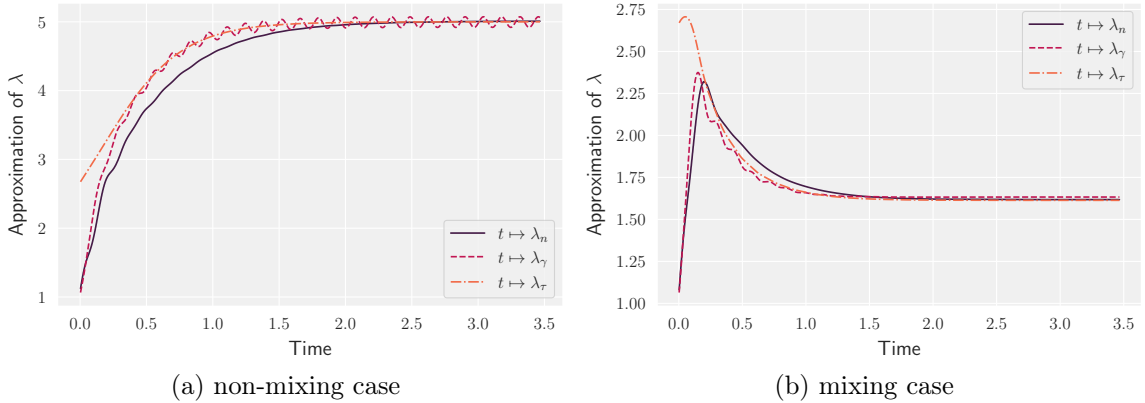 5
4
3
2
1
Approximation of λ
t ↦ λ_n
t ↦ λ_γ
t ↦ λ_τ
0.0 0.5 1.0 1.5 2.0 2.5 3.0 3.5
Time
(a) non-mixing case
2.75
2.50
2.25
2.00
1.75
1.50
1.25
1.00
Approximation of λ
t ↦ λ_n
t ↦ λ_γ
t ↦ λ_τ
0.0 0.5 1.0 1.5 2.0 2.5 3.0 3.5
Time
(b) mixing case